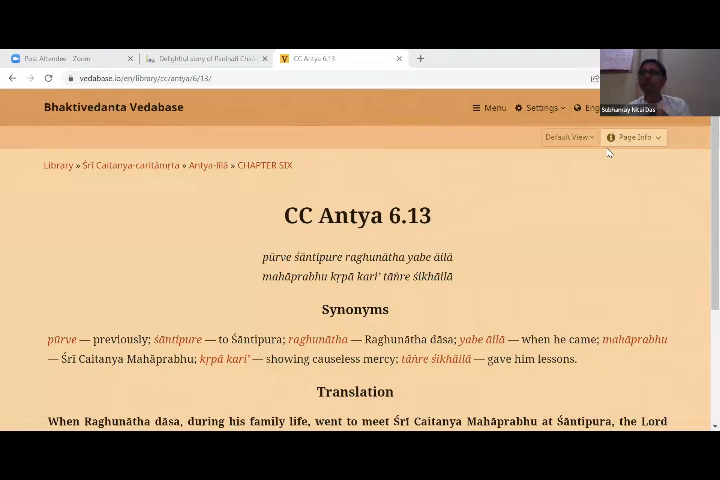 Post Attendee - Zoom
Delightful story of Panihati Chid
CC Antya 6.13
vedabase.io/en/library/cc/antya/6/13/
Subhamay Nitai Das
Bhaktivedanta Vedabase
Menu
Settings
Eng
Default View
Page Info
Library » Śrī Caitanya-caritāmṛta » Antya-līlā » CHAPTER SIX
CC Antya 6.13
pūrve śāntipure raghunātha yabe āilā
mahāprabhu kṛpā kari’ tāṅre śikhāilā
Synonyms
pūrve — previously; śāntipure — to Śāntipura; raghunātha — Raghunātha dāsa; yabe āilā — when he came; mahāprabhu
— Śrī Caitanya Mahāprabhu; kṛpā kari’ — showing causeless mercy; tāṅre śikhāilā — gave him lessons.
Translation
When Raghunātha dāsa, during his family life, went to meet Śrī Caitanya Mahāprabhu at Śāntipura, the Lord